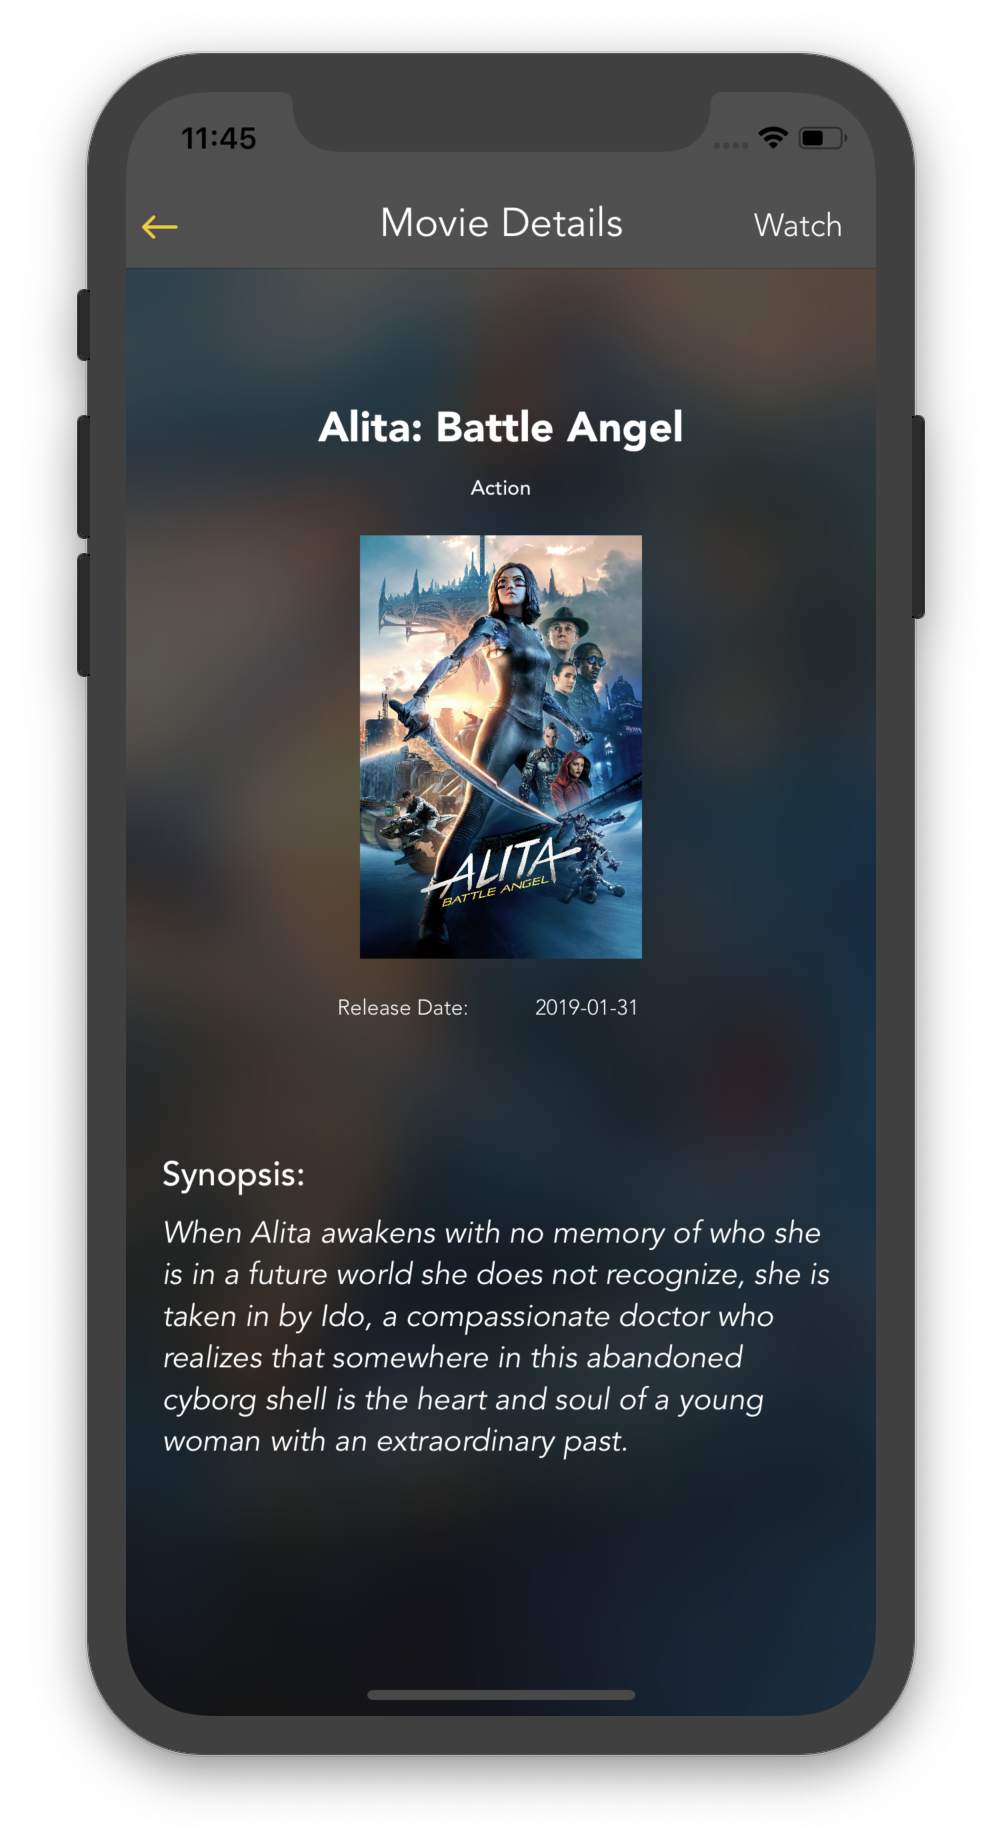 11:45
Movie Details
Watch
Alita: Battle Angel
Action
ALITA
BATTLE ANGEL
Release Date: 2019-01-31
Synopsis:
When Alita awakens with no memory of who she
is in a future world she does not recognize, she is
taken in by Ido, a compassionate doctor who
realizes that somewhere in this abandoned
cyborg shell is the heart and soul of a young
woman with an extraordinary past.